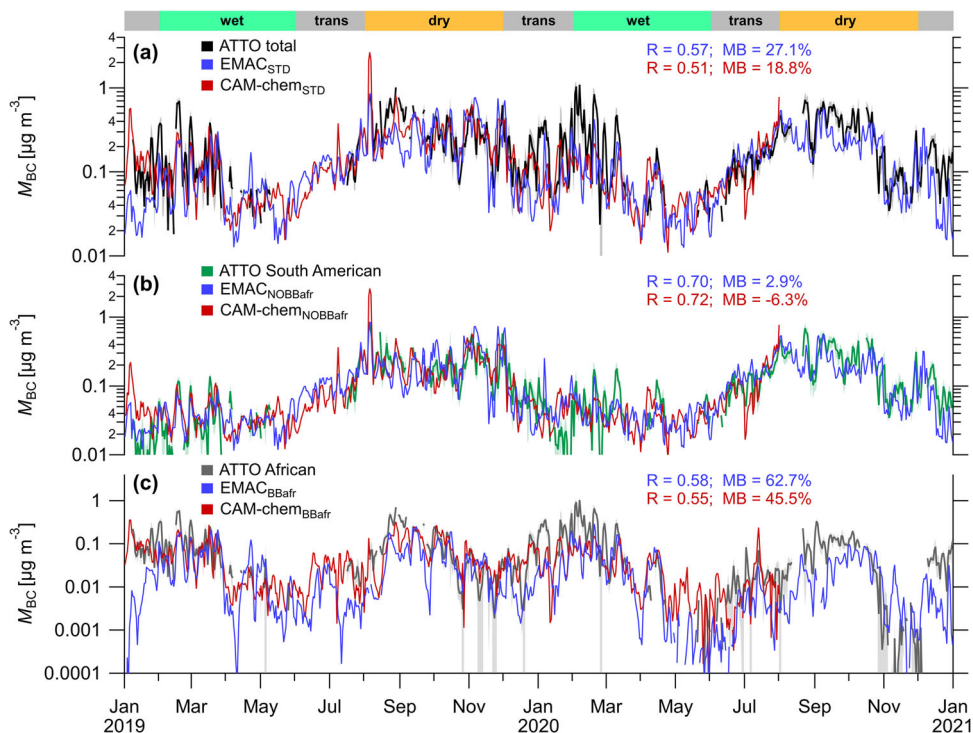 wet trans dry trans wet trans dry
(a)
ATTO total
EMAC_STD
CAM-chem_STD
R = 0.57; MB = 27.1%
R = 0.51; MB = 18.8%
M_BC [µg m⁻³]
4
2
1
4
2
0.1
4
2
0.01
(b)
ATTO South American
EMAC_NOBBafr
CAM-chem_NOBBafr
R = 0.70; MB = 2.9%
R = 0.72; MB = -6.3%
M_BC [µg m⁻³]
4
2
1
4
2
0.1
4
2
0.01
(c)
ATTO African
EMAC_BBafr
CAM-chem_BBafr
R = 0.58; MB = 62.7%
R = 0.55; MB = 45.5%
M_BC [µg m⁻³]
1
0.1
0.01
0.001
0.0001
Jan Mar May Jul Sep Nov Jan Mar May Jul Sep Nov Jan
2019 2020 2021